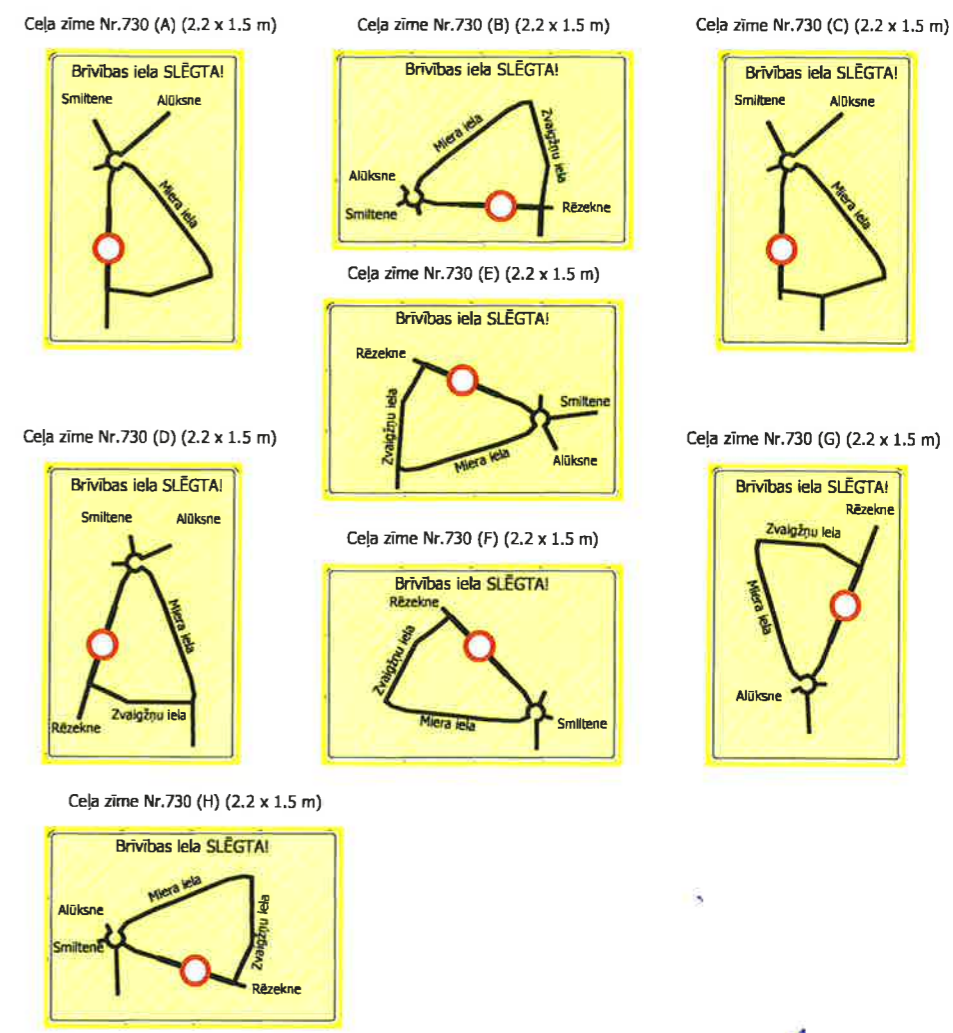 Ceļa zīme Nr.730 (A) (2.2 x 1.5 m)
Brīvības iela SLĒGTA!
Smiltene
Alūksne
Miera iela
Ceļa zīme Nr.730 (B) (2.2 x 1.5 m)
Brīvības iela SLĒGTA!
Miera iela
Zvaigžņu iela
Alūksne
Smiltene
Rēzekne
Ceļa zīme Nr.730 (C) (2.2 x 1.5 m)
Brīvības iela SLĒGTA!
Smiltene
Alūksne
Miera iela
Ceļa zīme Nr.730 (E) (2.2 x 1.5 m)
Brīvības iela SLĒGTA!
Rēzekne
Smiltene
Zvaigžņu iela
Miera iela
Alūksne
Ceļa zīme Nr.730 (D) (2.2 x 1.5 m)
Brīvības iela SLĒGTA!
Smiltene
Alūksne
Miera iela
Zvaigžņu iela
Rēzekne
Ceļa zīme Nr.730 (F) (2.2 x 1.5 m)
Brīvības iela SLĒGTA!
Rēzekne
Zvaigžņu iela
Miera iela
Smiltene
Ceļa zīme Nr.730 (G) (2.2 x 1.5 m)
Brīvības iela SLĒGTA!
Rēzekne
Zvaigžņu iela
Miera iela
Alūksne
Ceļa zīme Nr.730 (H) (2.2 x 1.5 m)
Brīvības iela SLĒGTA!
Miera iela
Alūksne
Smiltene
Zvaigžņu iela
Rēzekne